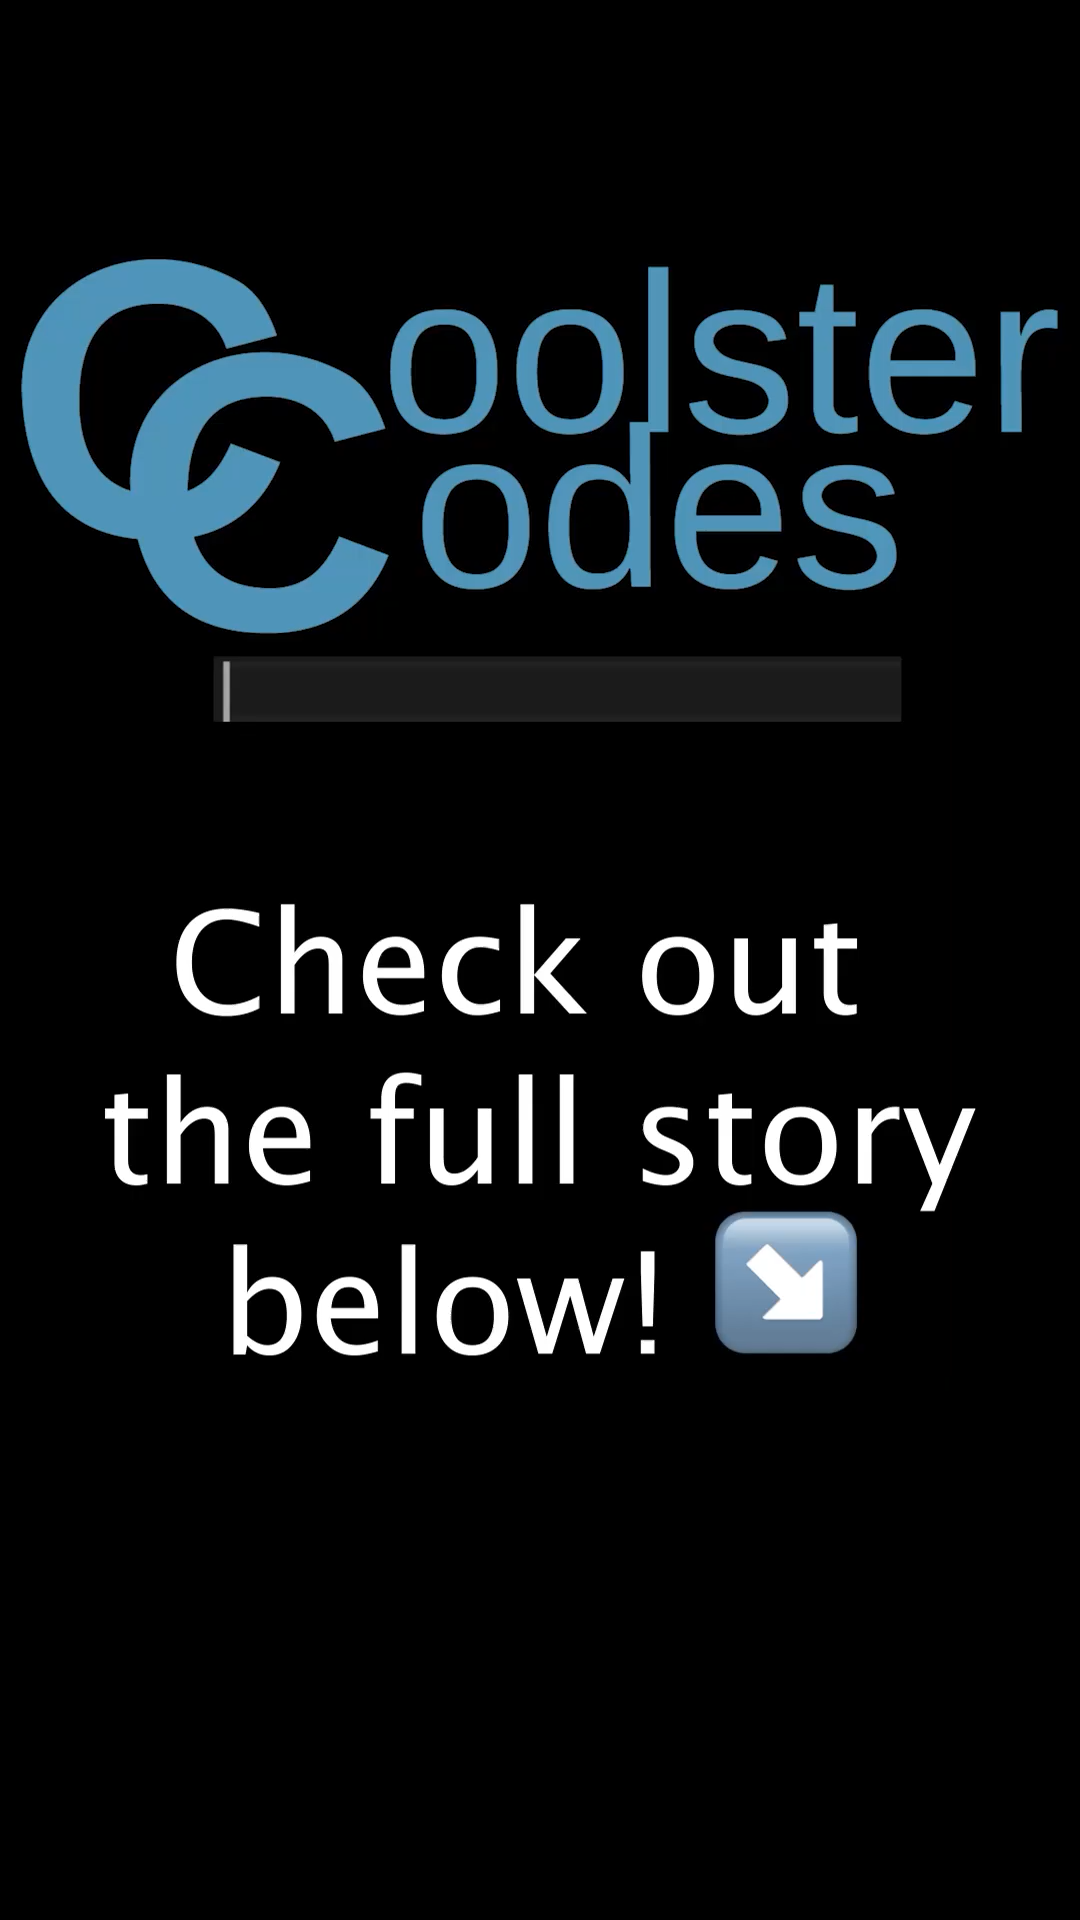 Coolster
Codes
Check out
the full story
below! ↘️